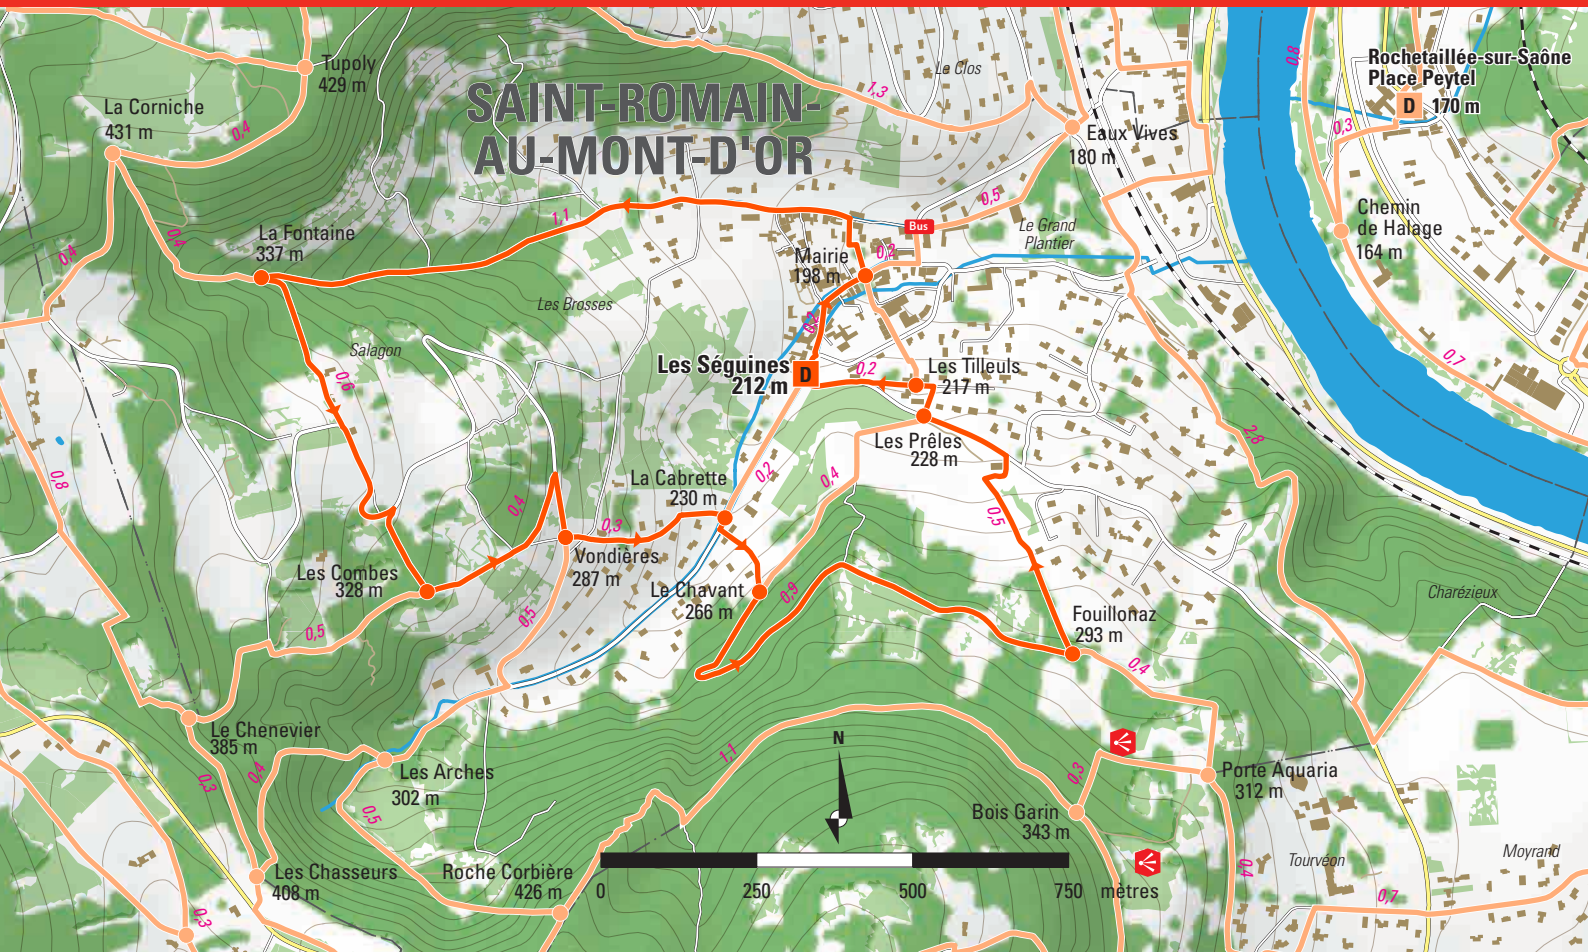 SAINT-ROMAIN-
AU-MONT-D'OR
Tupoly
429 m
La Corniche
431 m
0,4
0,4
0,4
La Fontaine
337 m
1,1
1,3
Le Clos
Eaux Vives
180 m
0,5
Bus
Le Grand
Plantier
0,8
Rochetaillée-sur-Saône
Place Peytel
D 170 m
0,3
Chemin
de Halage
164 m
0,7
Mairie
198 m
0,2
0,2
Les Brosses
Salagon
0,6
Les Séguines
212 m
D
0,2
Les Tilleuls
217 m
Les Prêles
228 m
2,8
0,8
La Cabrette
230 m
0,2
0,4
0,4
0,3
0,5
Vondières
287 m
Les Combes
328 m
Le Chavant
266 m
0,9
0,5
0,5
Fouillonaz
293 m
0,4
Charézieux
Le Chenevier
385 m
0,3
0,4
Les Arches
302 m
0,5
1,1
N
0,3
Porte Aquaria
312 m
Bois Garin
343 m
Les Chasseurs
408 m
0,3
Roche Corbière
426 m
0 250 500 750 mètres
0,4
Tourvéon
Moyrand
0,7